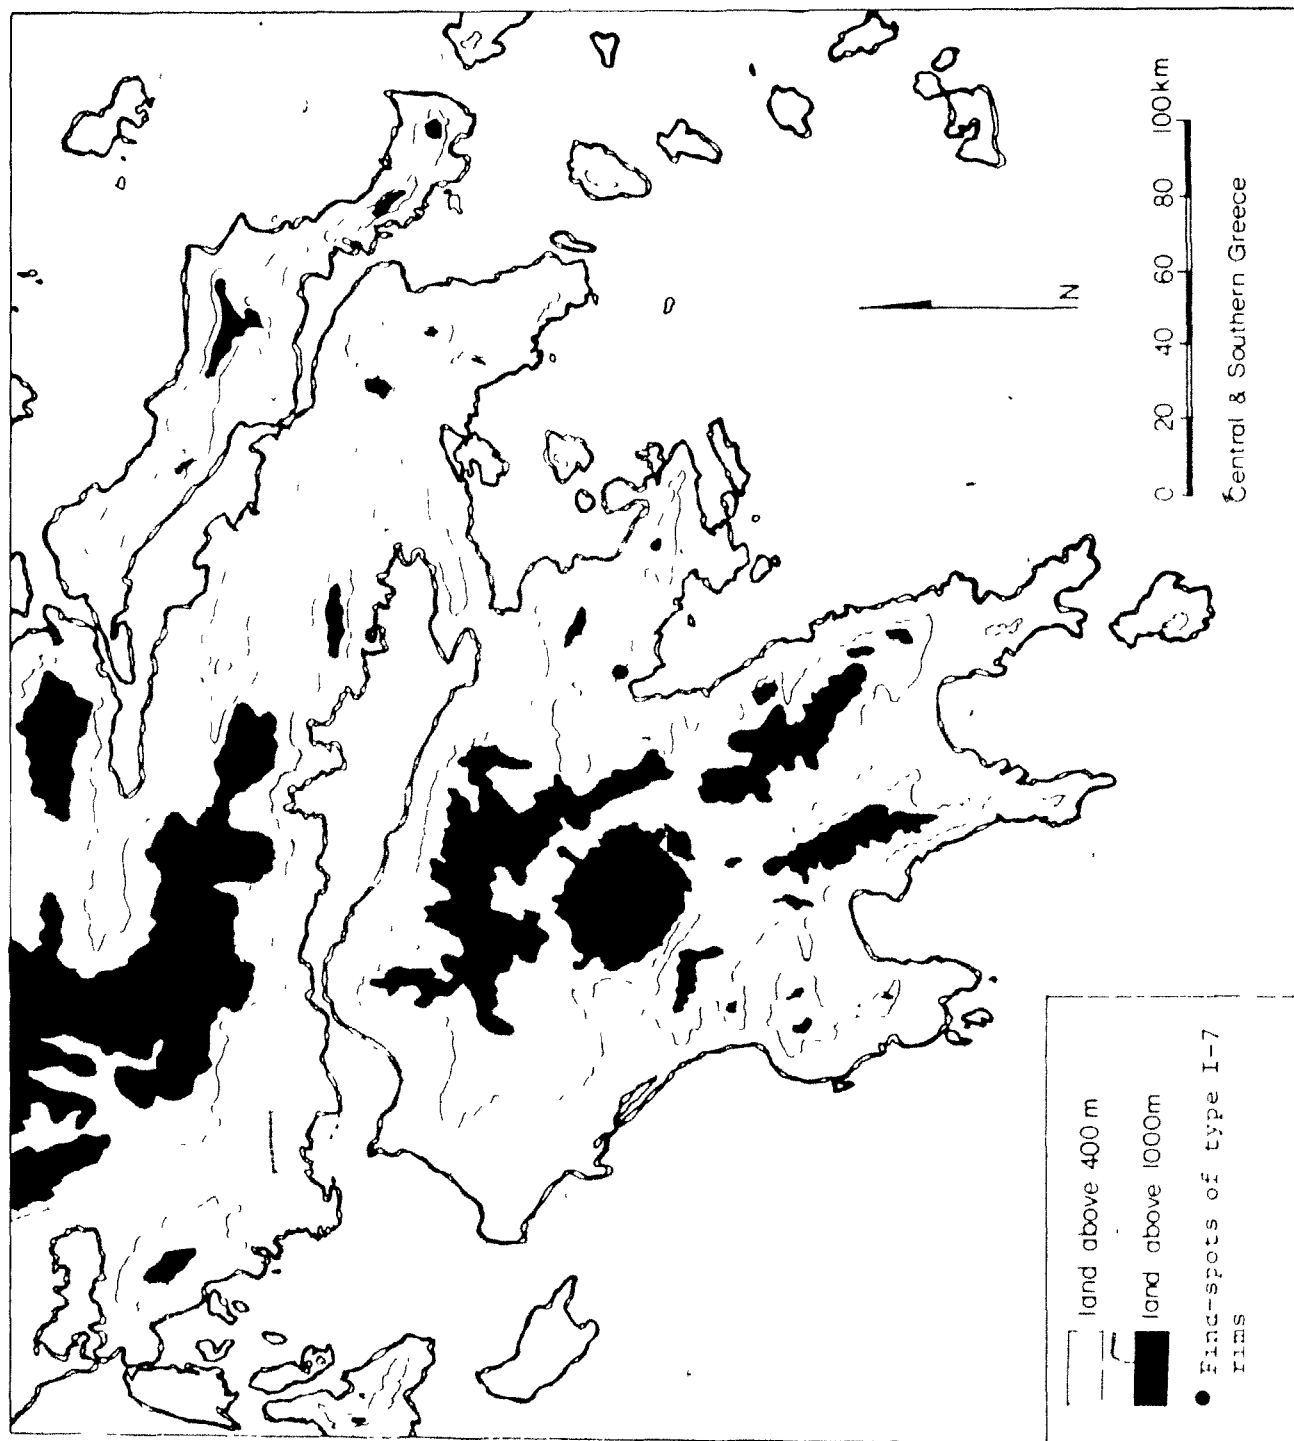 0 20 40 60 80 100km
Central & Southern Greece
N
land above 400 m
land above 1000m
Find-spots of type I-7
rims